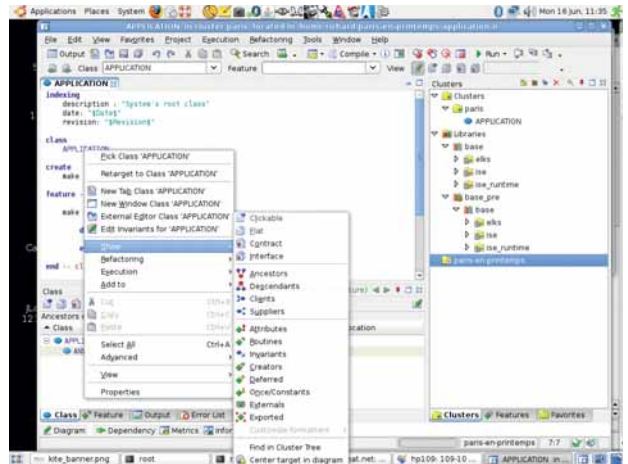 Applications Places System
Mon 16 Jun, 11:35
APPLICATION in cluster paris located in home richard paris-en-printemps application.e
File Edit View Favorites Project Execution Refactoring Tools Window Help
Output Search Compile Run
Class APPLICATION Feature View
APPLICATION
indexing
description : "System's root class"
date: "$Date$"
revision: "$Revision$"
class
APPLICATION
create
make
feature
make
end -- cl
Pick Class 'APPLICATION'
Retarget to Class 'APPLICATION'
New Tab Class 'APPLICATION'
New Window Class 'APPLICATION'
External Editor Class 'APPLICATION'
Edit Invariants for 'APPLICATION'
Show
Refactoring
Execution
Add to
Cut
Copy
Paste
Select All Ctrl+A
Advanced
View
Properties
Clickable
Flat
Contract
Interface
Ancestors
Descendants
Clients
Suppliers
Attributes
Routines
Invariants
Creators
Deferred
Once/Constants
Externals
Exported
Customize formatters
Find in Cluster Tree
Center target in diagram
Clusters
Clusters
paris
APPLICATION
Libraries
base
elks
ise
ise_runtime
base_pre
base
elks
ise
ise_runtime
paris-en-printemps
Class
Ancestors
Class
Class Feature Output Error List
Diagram Dependency Metrics
Clusters Features Favorites
paris-en-printemps 7:7
kite_banner.png root hp109: 109-10... APPLICATION in...